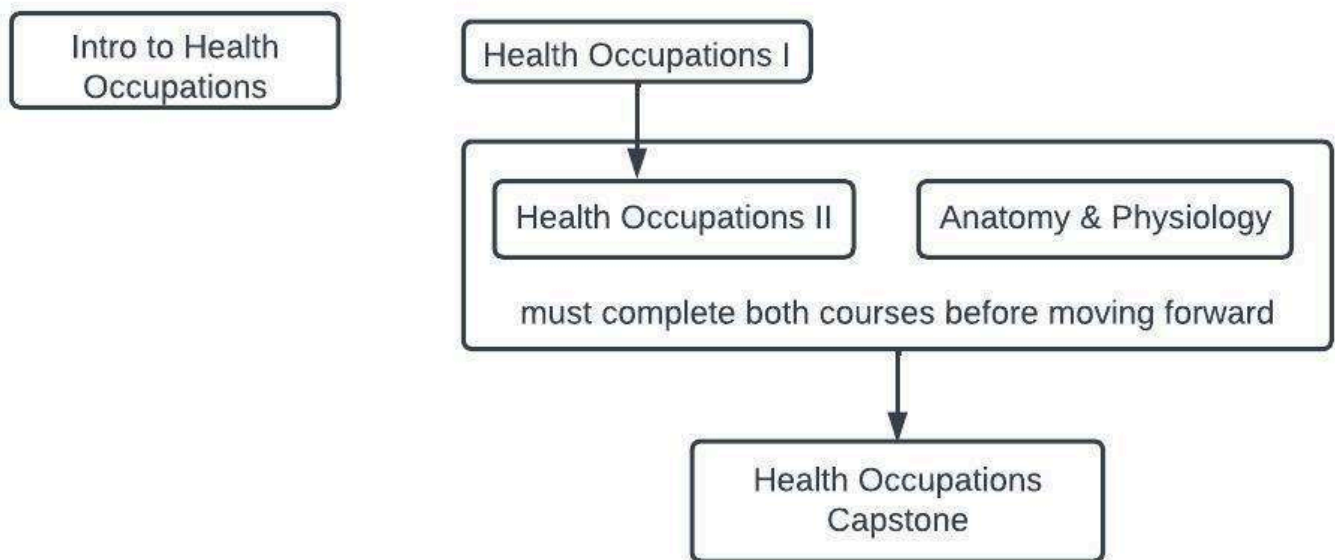 Intro to Health
Occupations
Health Occupations I
Health Occupations II
Anatomy & Physiology
must complete both courses before moving forward
Health Occupations
Capstone